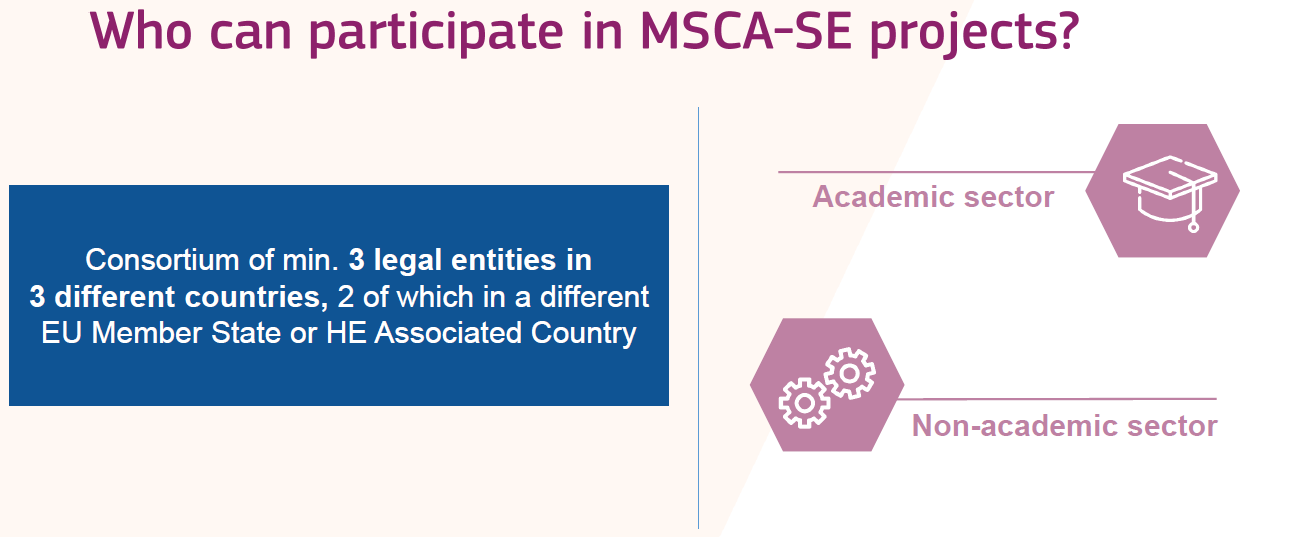 Who can participate in MSCA-SE projects?
Consortium of min. 3 legal entities in
3 different countries, 2 of which in a different
EU Member State or HE Associated Country
Academic sector
Non-academic sector